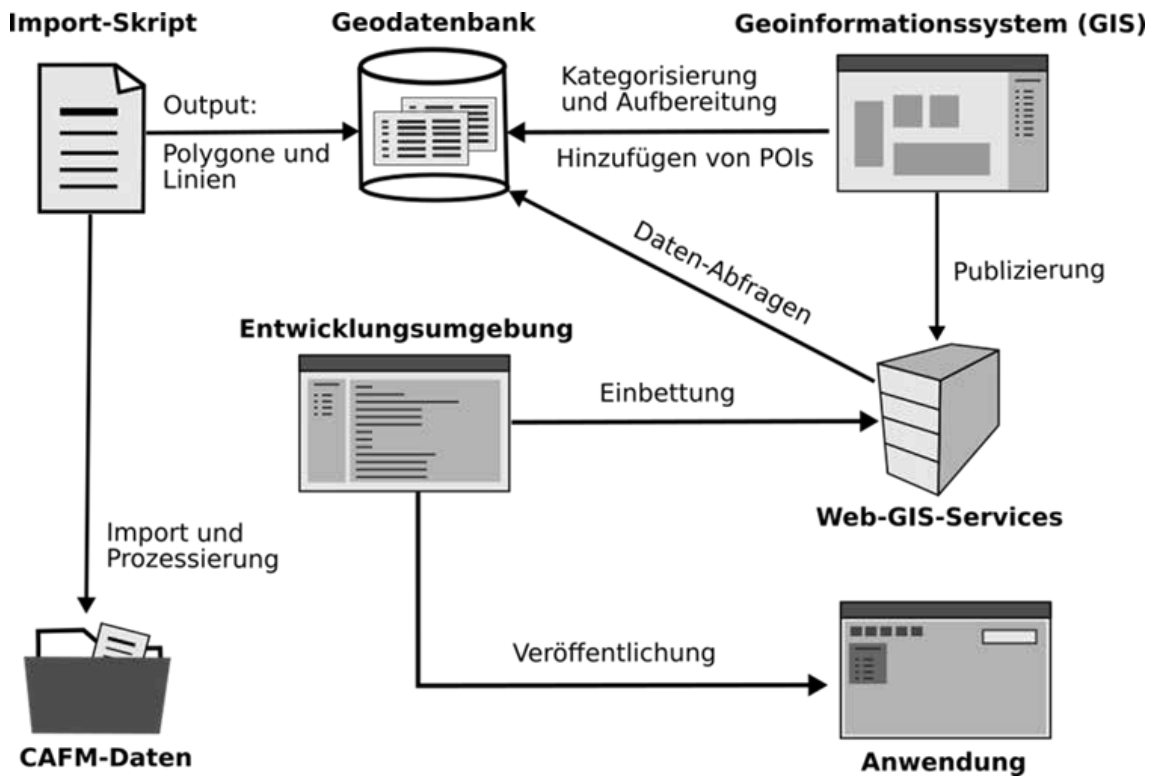 Import-Skript
Geodatenbank
Geoinformationssystem (GIS)
Output:
Polygone und
Linien
Kategorisierung
und Aufbereitung
Hinzufügen von POIs
Daten-Abfragen
Publizierung
Entwicklungsumgebung
Einbettung
Web-GIS-Services
Import und
Prozessierung
Veröffentlichung
CAFM-Daten
Anwendung